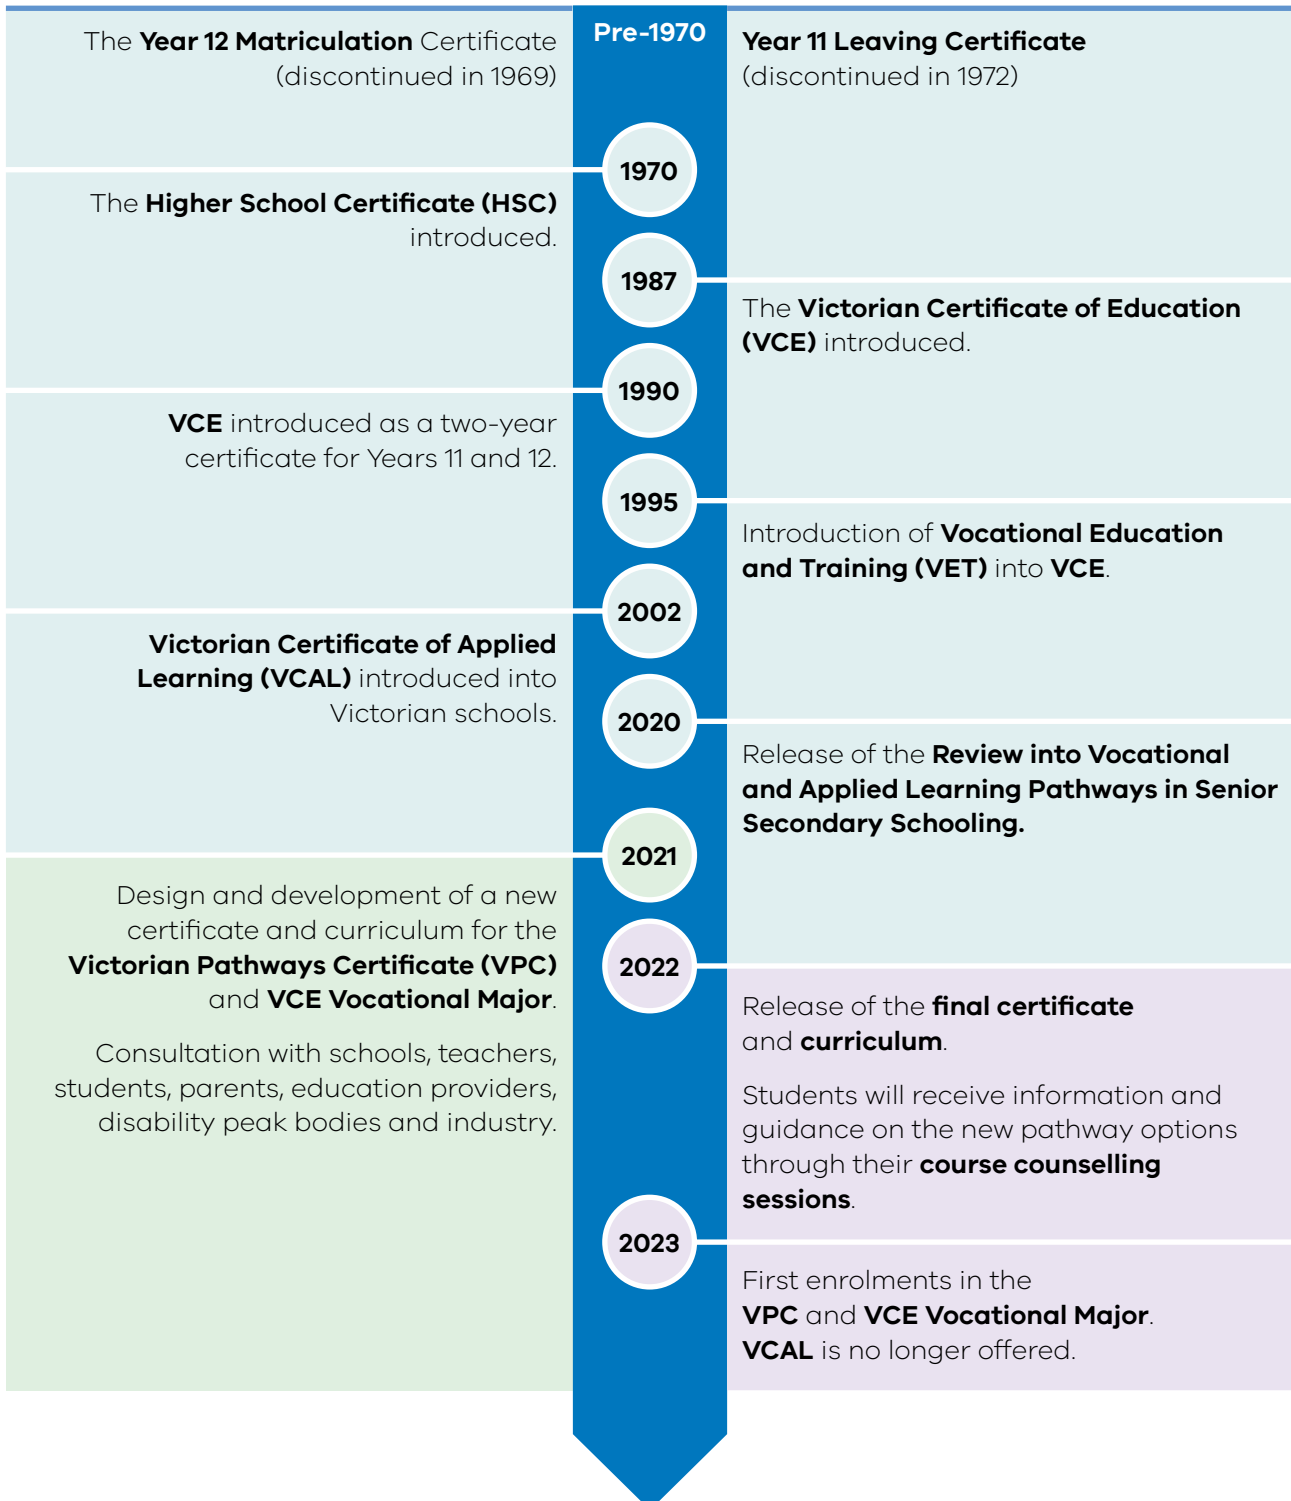 Pre-1970
The Year 12 Matriculation Certificate
(discontinued in 1969)
Year 11 Leaving Certificate
(discontinued in 1972)
1970
The Higher School Certificate (HSC)
introduced.
1987
The Victorian Certificate of Education
(VCE) introduced.
1990
VCE introduced as a two-year
certificate for Years 11 and 12.
1995
Introduction of Vocational Education
and Training (VET) into VCE.
2002
Victorian Certificate of Applied
Learning (VCAL) introduced into
Victorian schools.
2020
Release of the Review into Vocational
and Applied Learning Pathways in Senior
Secondary Schooling.
2021
Design and development of a new
certificate and curriculum for the
Victorian Pathways Certificate (VPC)
and VCE Vocational Major.
Consultation with schools, teachers,
students, parents, education providers,
disability peak bodies and industry.
2022
Release of the final certificate
and curriculum.
Students will receive information and
guidance on the new pathway options
through their course counselling
sessions.
2023
First enrolments in the
VPC and VCE Vocational Major.
VCAL is no longer offered.